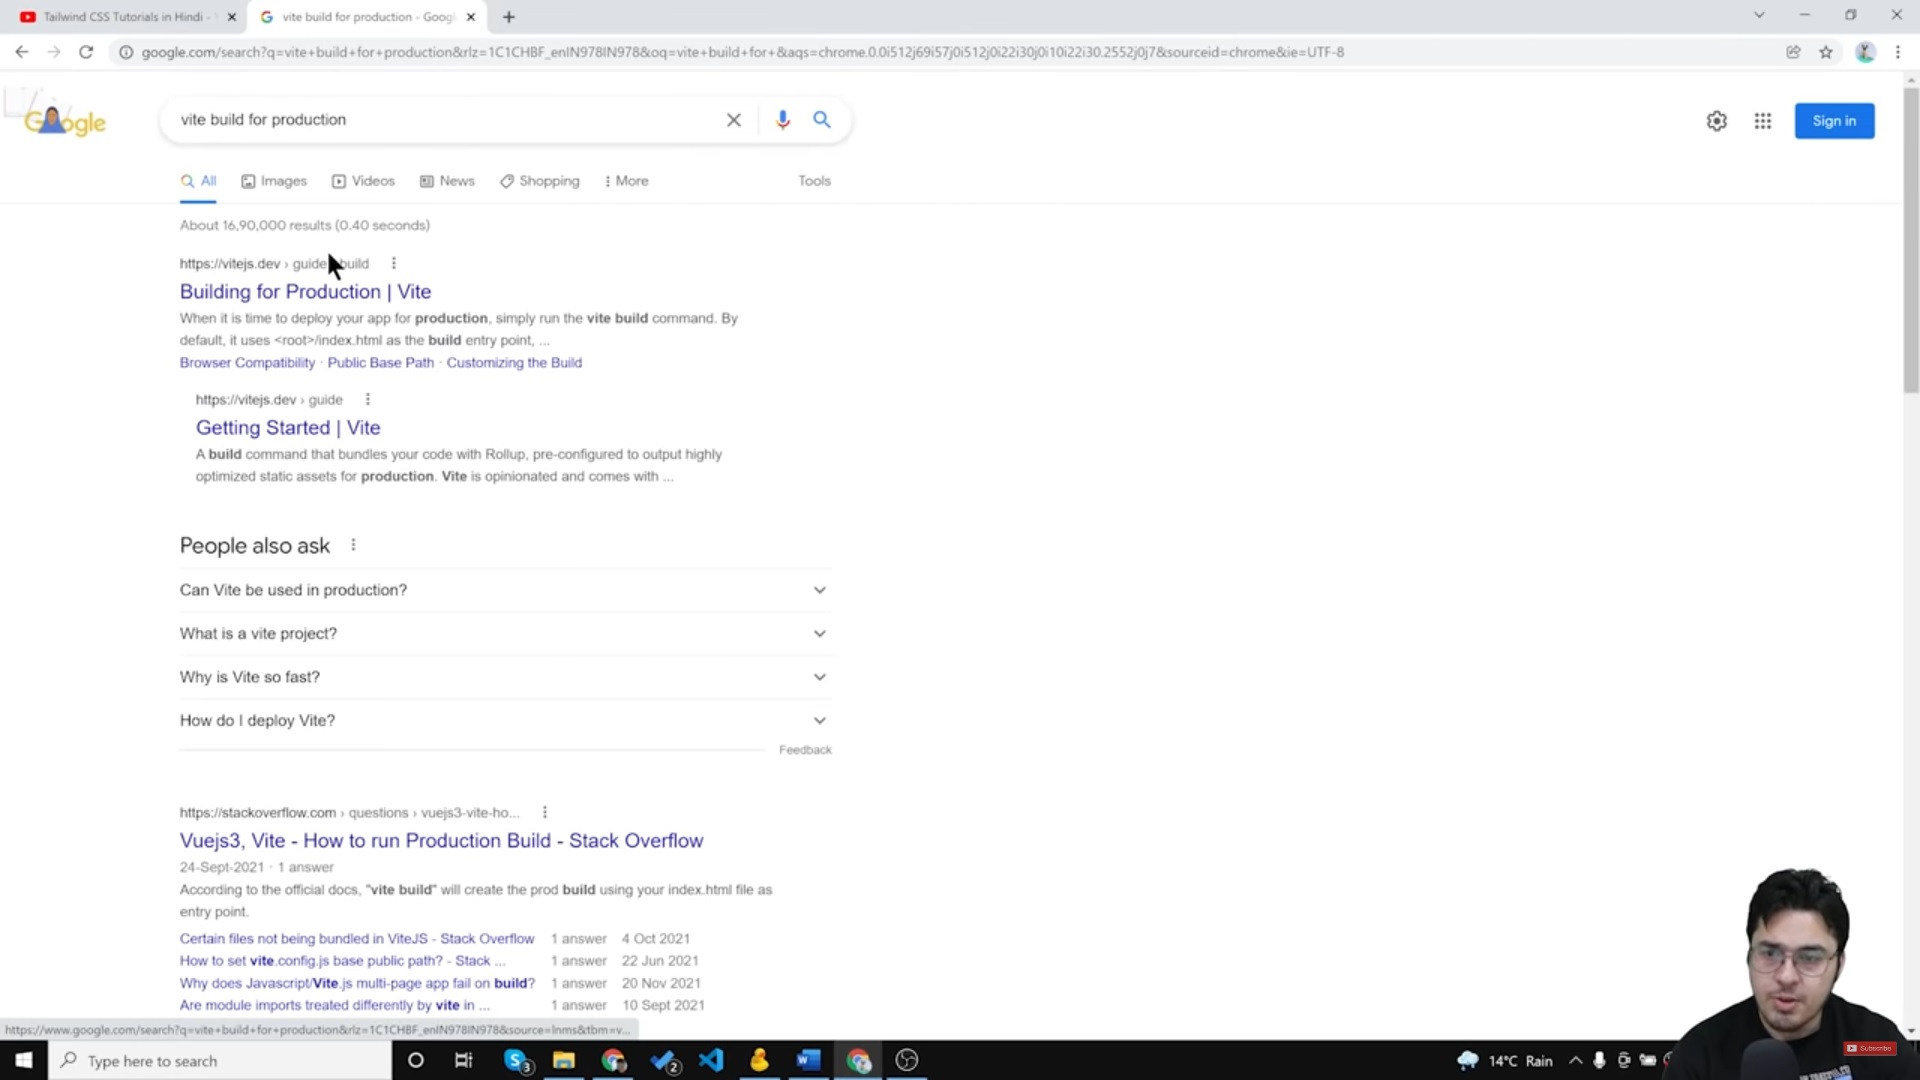 Tailwind CSS Tutorials in Hindi -
vite build for production - Goog
google.com/search?q=vite+build+for+production&rlz=1C1CHBF_enIN978IN978&oq=vite+build+for+&aqs=chrome.0.0i512j69i57j0i512j0i22i30j0i10i22i30.2552j0j7&sourceid=chrome&ie=UTF-8
Google
vite build for production
Sign in
All Images Videos News Shopping More Tools
About 16,90,000 results (0.40 seconds)
https://vitejs.dev › guide build
Building for Production | Vite
When it is time to deploy your app for production, simply run the vite build command. By
default, it uses <root>/index.html as the build entry point, ...
Browser Compatibility · Public Base Path · Customizing the Build
https://vitejs.dev › guide
Getting Started | Vite
A build command that bundles your code with Rollup, pre-configured to output highly
optimized static assets for production. Vite is opinionated and comes with ...
People also ask
Can Vite be used in production?
What is a vite project?
Why is Vite so fast?
How do I deploy Vite?
Feedback
https://stackoverflow.com › questions › vuejs3-vite-ho...
Vuejs3, Vite - How to run Production Build - Stack Overflow
24-Sept-2021 · 1 answer
According to the official docs, "vite build" will create the prod build using your index.html file as
entry point.
Certain files not being bundled in ViteJS - Stack Overflow 1 answer 4 Oct 2021
How to set vite.config.js base public path? - Stack ... 1 answer 22 Jun 2021
Why does Javascript/Vite.js multi-page app fail on build? 1 answer 20 Nov 2021
Are module imports treated differently by vite in ... 1 answer 10 Sept 2021
https://www.google.com/search?q=vite+build+for+production&rlz=1C1CHBF_enIN978IN978&source=lnms&tbm=v...
Subscribe
Type here to search
3
2
14°C Rain